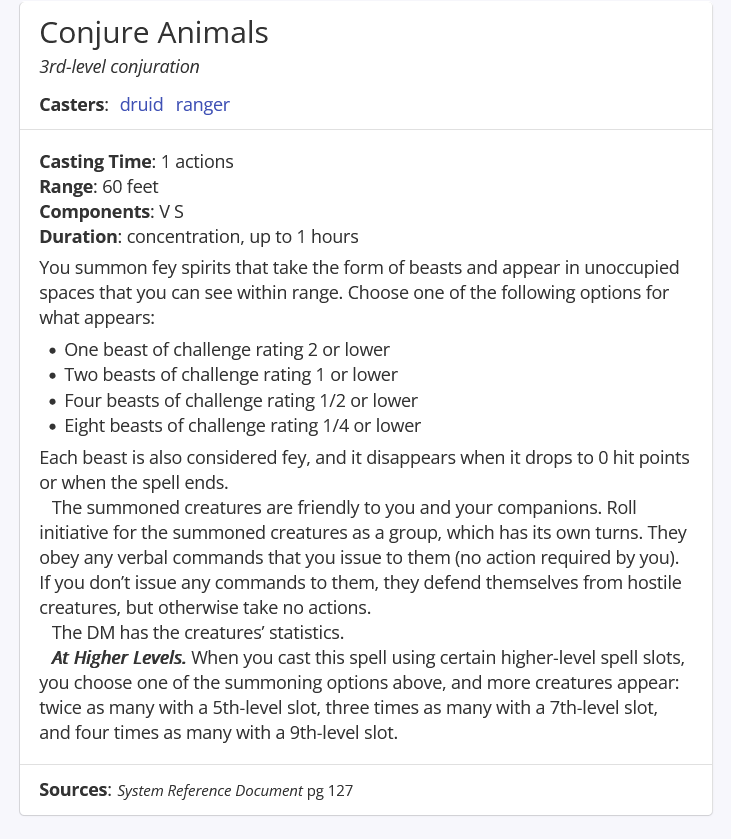 Conjure Animals
3rd-level conjuration
Casters: druid ranger
Casting Time: 1 actions
Range: 60 feet
Components: V S
Duration: concentration, up to 1 hours
You summon fey spirits that take the form of beasts and appear in unoccupied
spaces that you can see within range. Choose one of the following options for
what appears:
• One beast of challenge rating 2 or lower
• Two beasts of challenge rating 1 or lower
• Four beasts of challenge rating 1/2 or lower
• Eight beasts of challenge rating 1/4 or lower
Each beast is also considered fey, and it disappears when it drops to 0 hit points
or when the spell ends.
The summoned creatures are friendly to you and your companions. Roll
initiative for the summoned creatures as a group, which has its own turns. They
obey any verbal commands that you issue to them (no action required by you).
If you don’t issue any commands to them, they defend themselves from hostile
creatures, but otherwise take no actions.
The DM has the creatures’ statistics.
At Higher Levels. When you cast this spell using certain higher-level spell slots,
you choose one of the summoning options above, and more creatures appear:
twice as many with a 5th-level slot, three times as many with a 7th-level slot,
and four times as many with a 9th-level slot.
Sources: System Reference Document pg 127